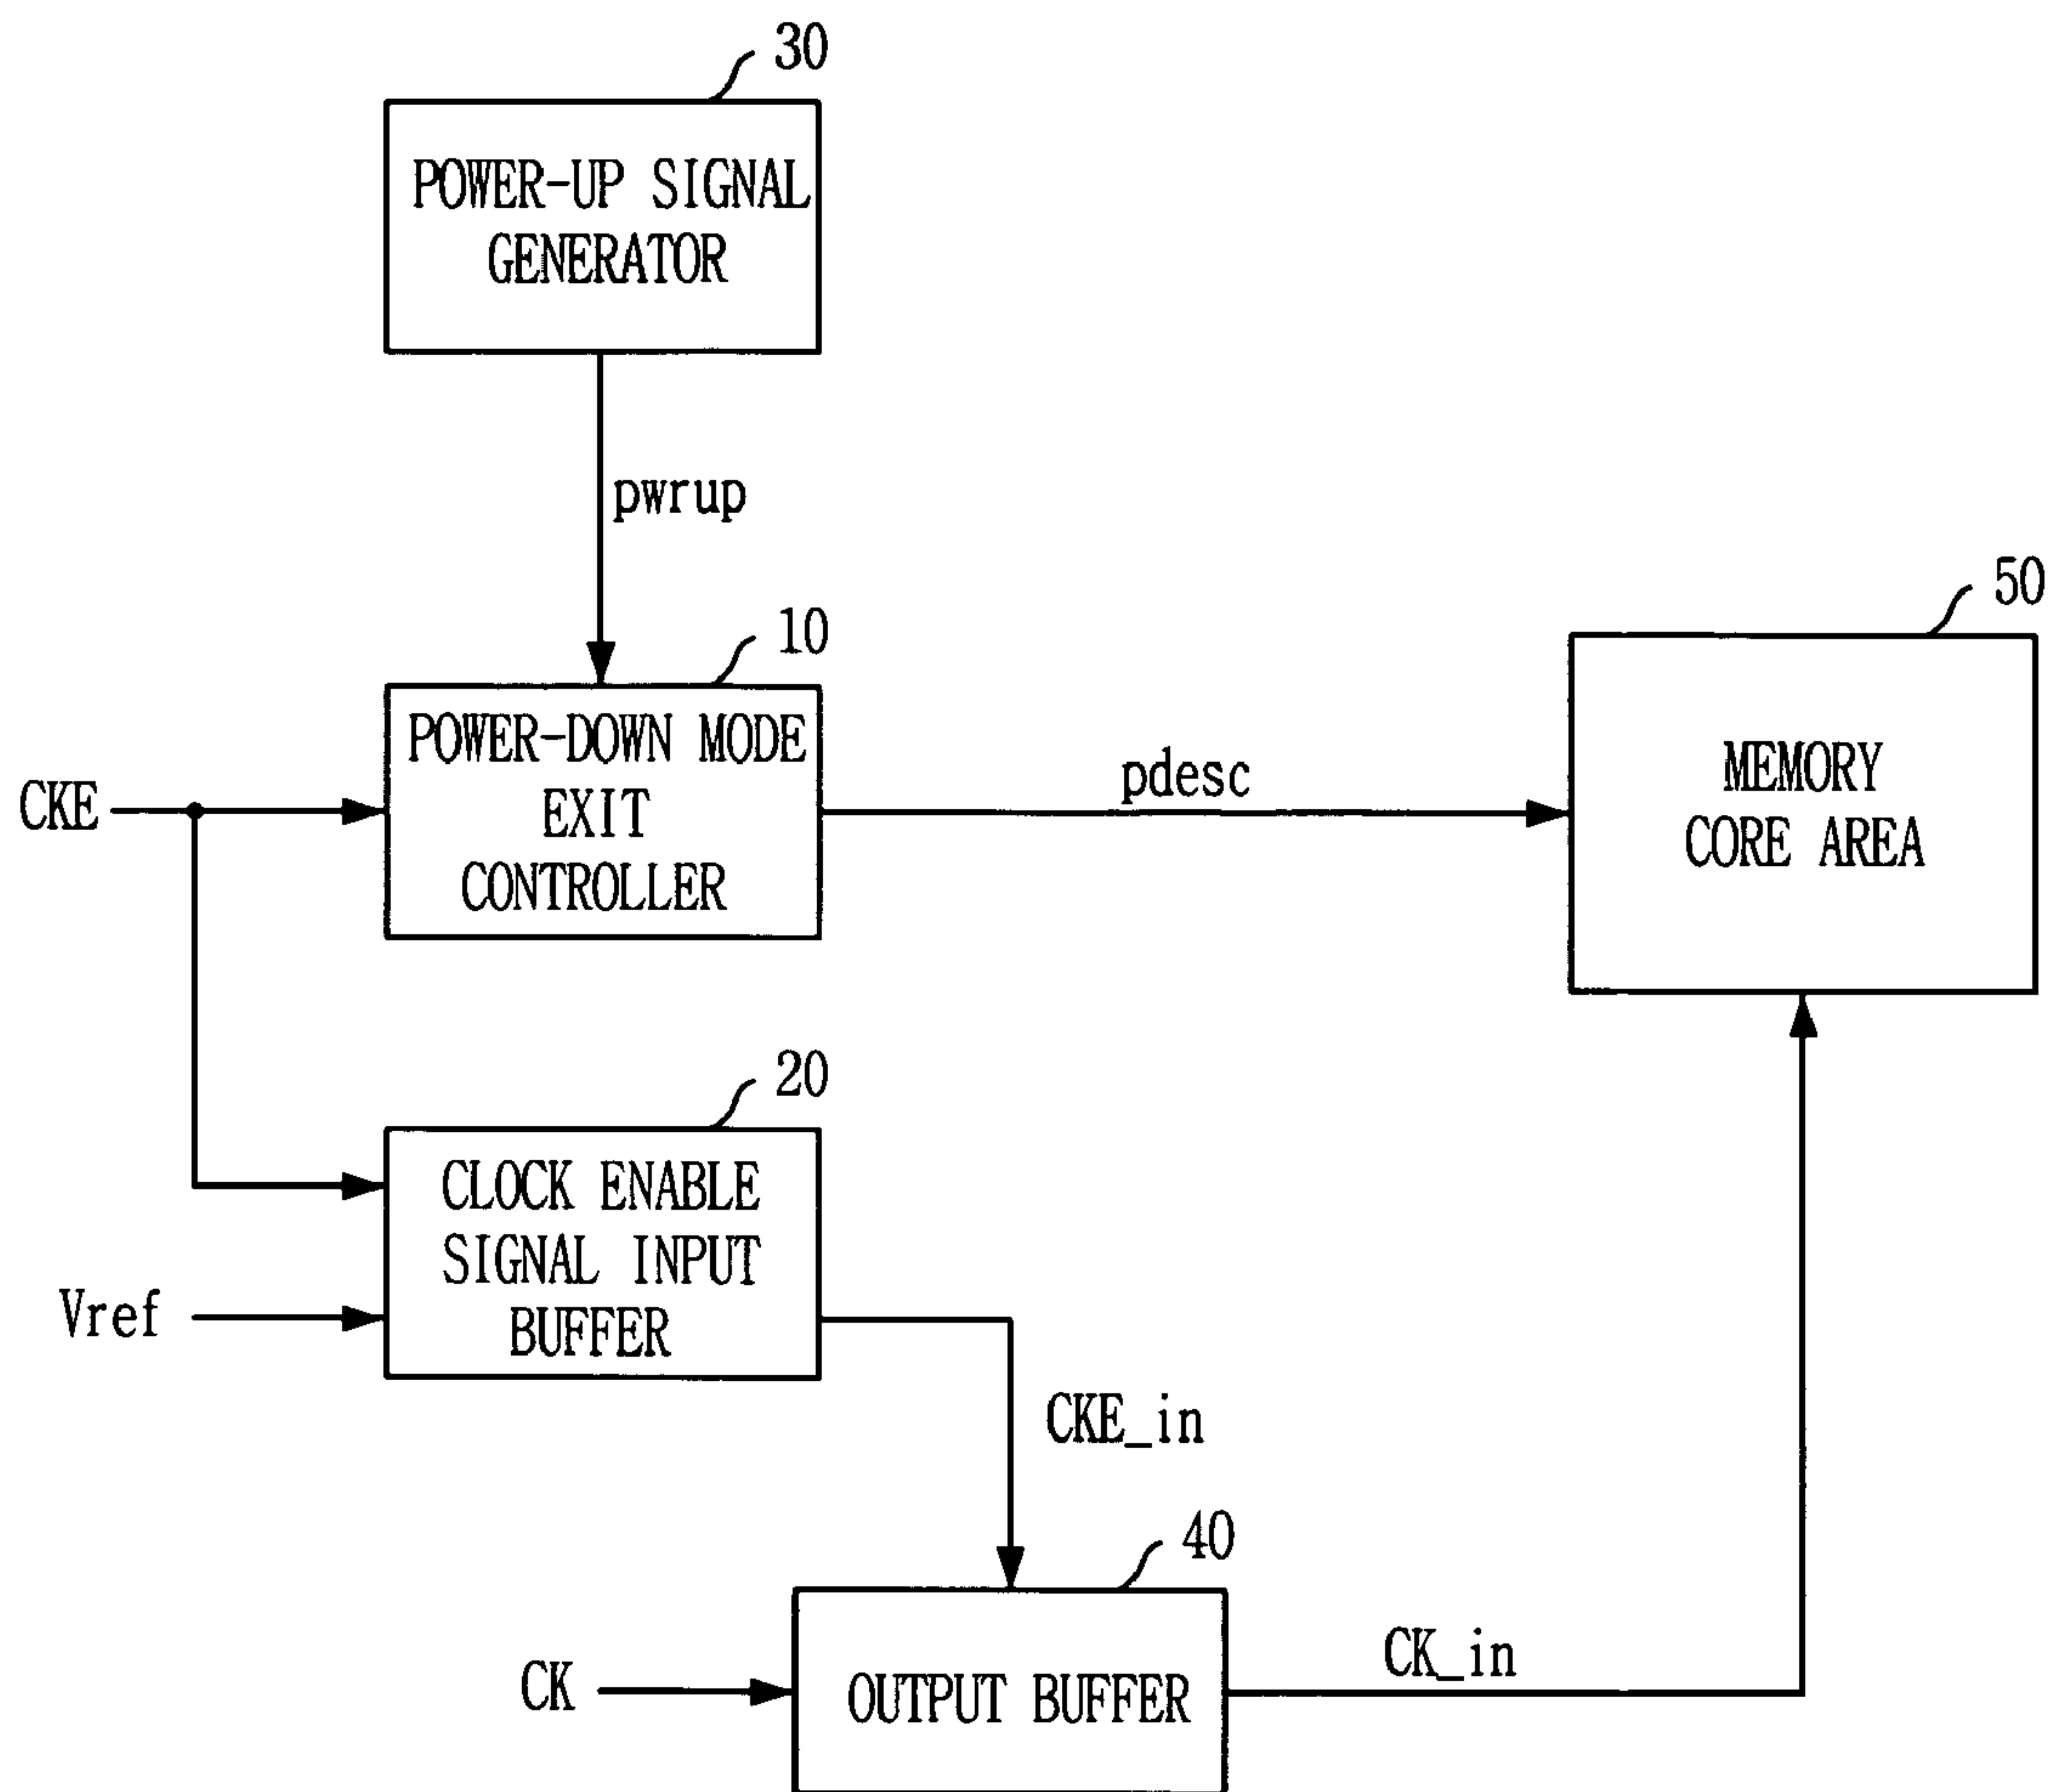 30
POWER-UP SIGNAL
GENERATOR
pwrup
10
50
POWER-DOWN MODE
EXIT
CONTROLLER
CKE
pdesc
MEMORY
CORE AREA
20
CLOCK ENABLE
SIGNAL INPUT
BUFFER
Vref
CKE_in
40
CK
OUTPUT BUFFER
CK_in